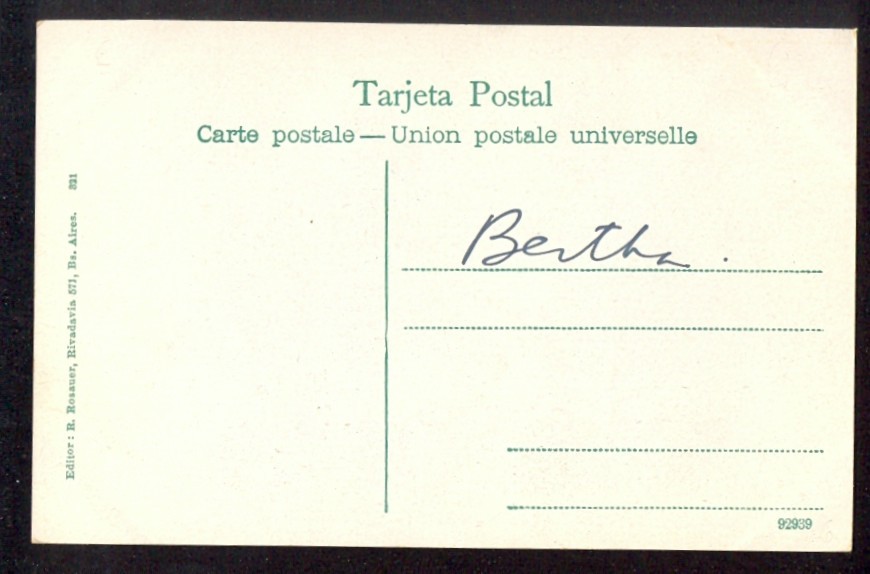 Tarjeta Postal
Carte postale — Union postale universelle
Bertha.
Editor: R. Rosauer, Rivadavia 571, Bs. Aires. 321
92939